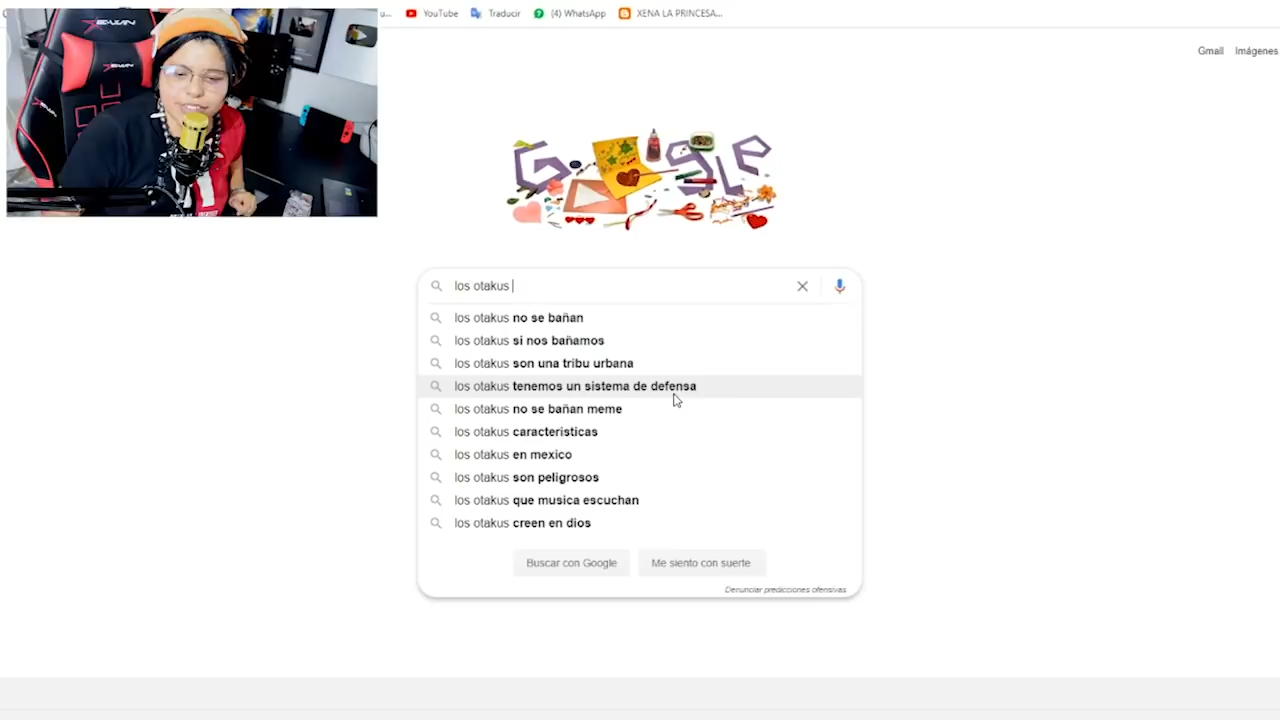 YouTube
Traducir
(4) WhatsApp
XENA LA PRINCESA...
Gmail
Imágenes
Google
los otakus
los otakus no se bañan
los otakus si nos bañamos
los otakus son una tribu urbana
los otakus tenemos un sistema de defensa
los otakus no se bañan meme
los otakus caracteristicas
los otakus en mexico
los otakus son peligrosos
los otakus que musica escuchan
los otakus creen en dios
Buscar con Google
Me siento con suerte
Denunciar predicciones ofensivas